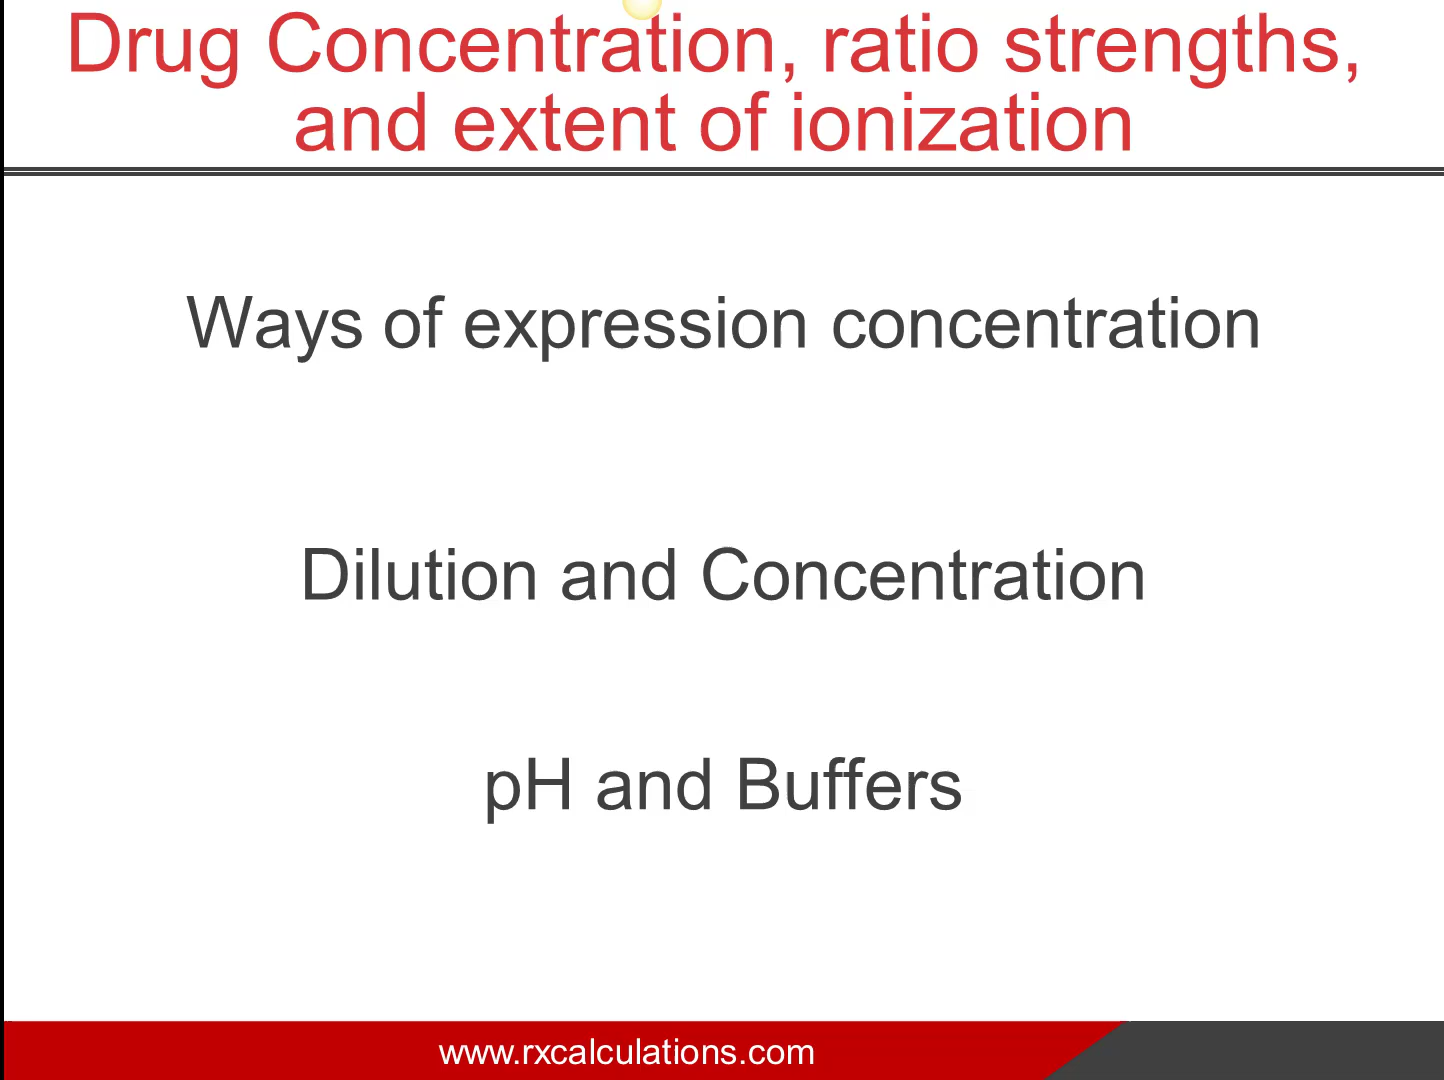 Drug Concentration, ratio strengths,
and extent of ionization
Ways of expression concentration
Dilution and Concentration
pH and Buffers
www.rxcalculations.com